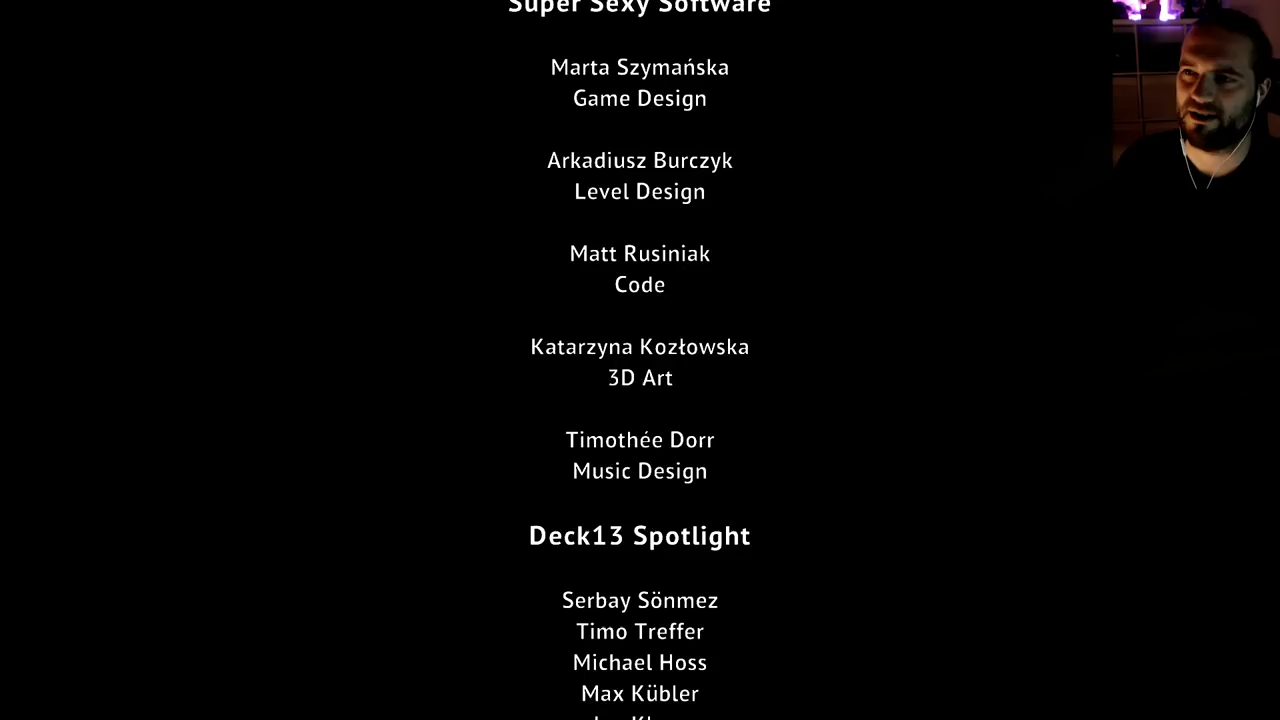 Super Sexy Software
Marta Szymańska
Game Design
Arkadiusz Burczyk
Level Design
Matt Rusiniak
Code
Katarzyna Kozłowska
3D Art
Timothée Dorr
Music Design
Deck13 Spotlight
Serbay Sönmez
Timo Treffer
Michael Hoss
Max Kübler